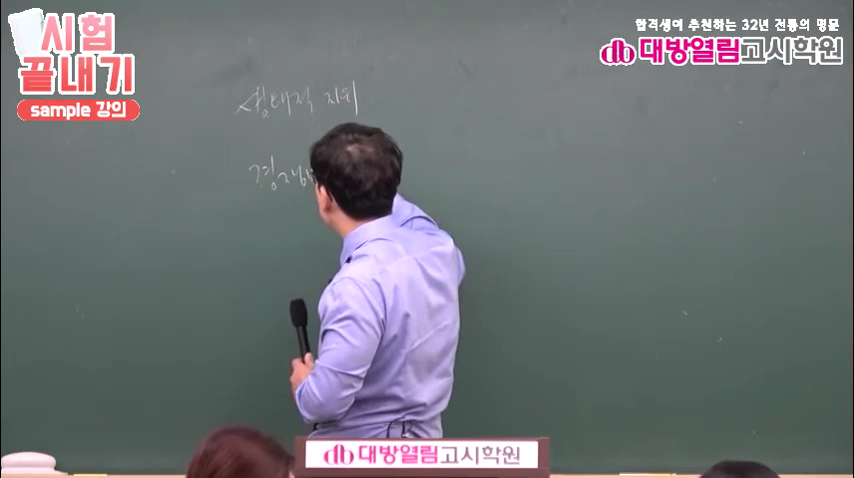 시험
끝내기
sample 강의
합격생이 추천하는 32년 전통의 명문
대방열림고시학원
생태적 지위
대방열림고시학원